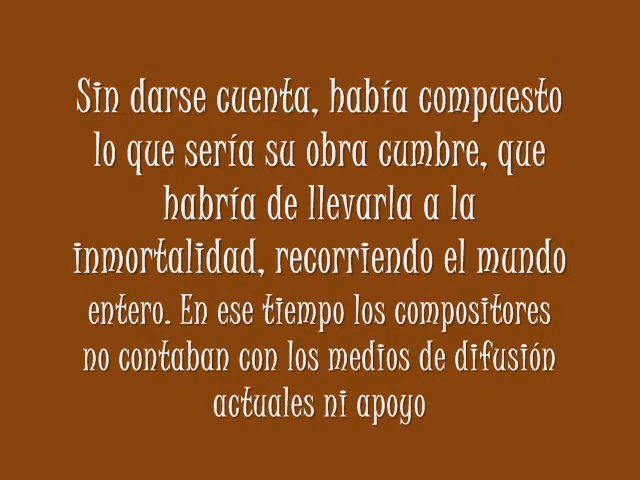 Sin darse cuenta, había compuesto
lo que sería su obra cumbre, que
habría de llevarla a la
inmortalidad, recorriendo el mundo
entero. En ese tiempo los compositores
no contaban con los medios de difusión
actuales ni apoyo